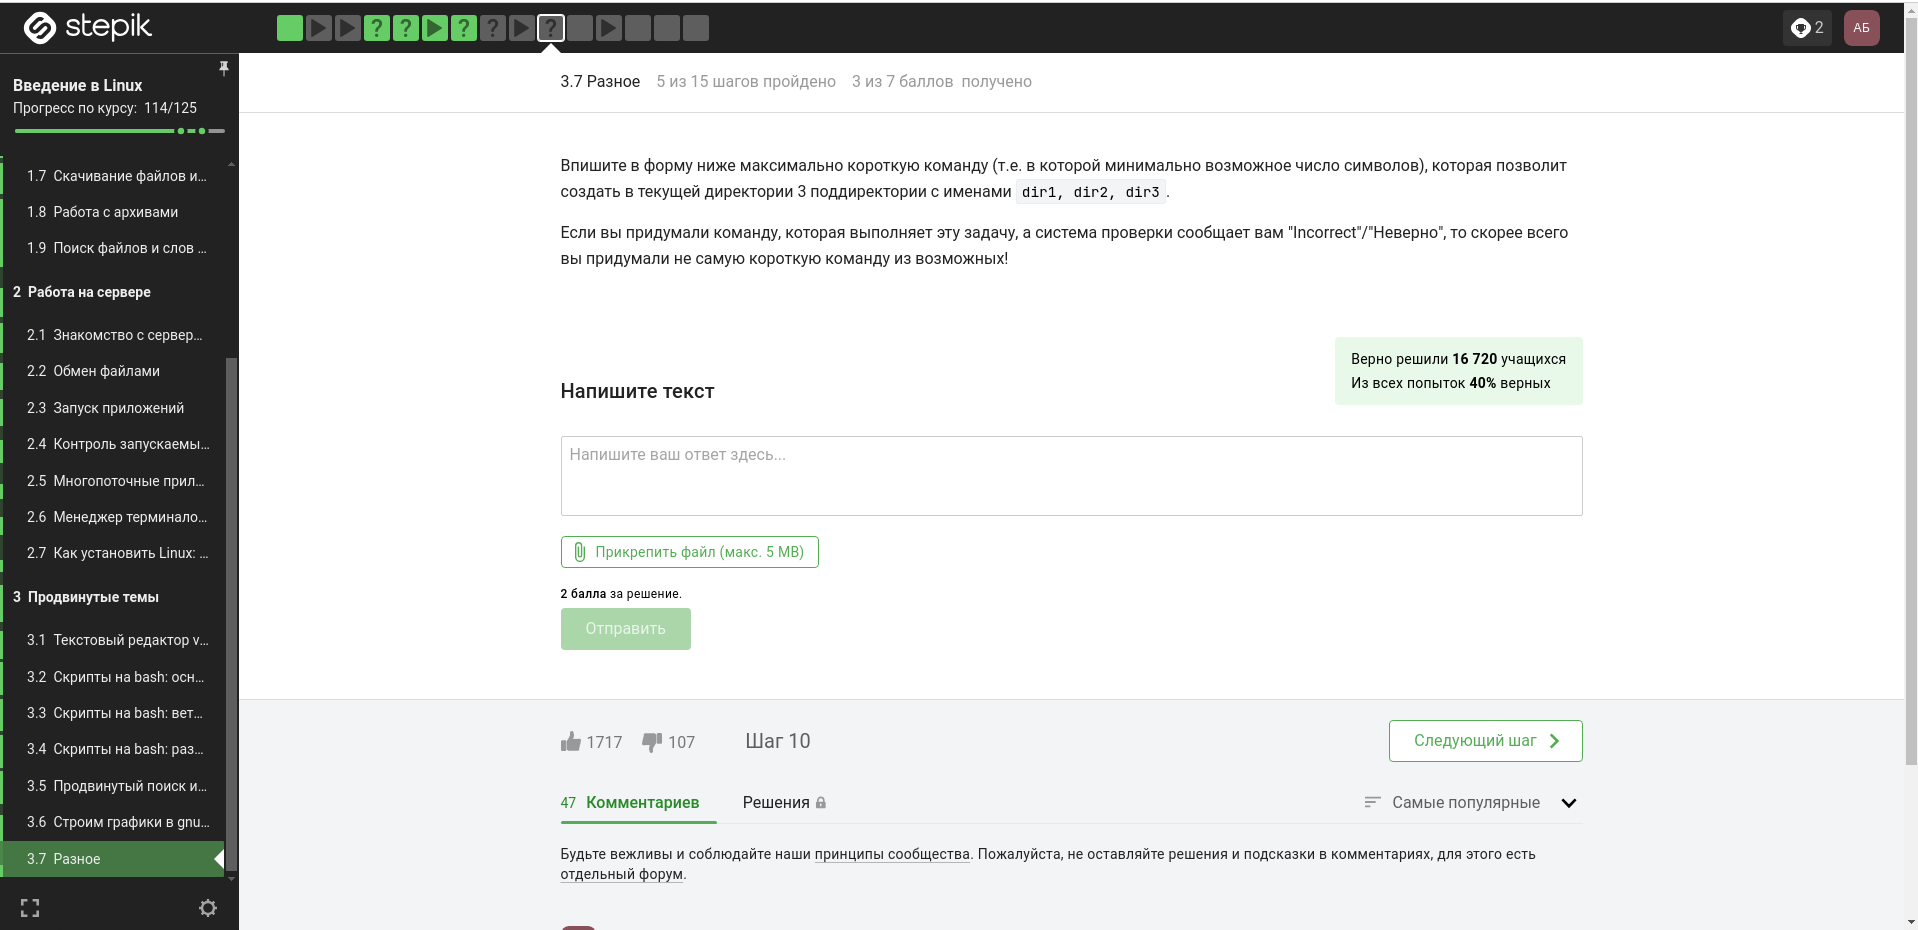 stepik
? ? ? ? ?
2
АБ
Введение в Linux
Прогресс по курсу: 114/125
1.7 Скачивание файлов и...
1.8 Работа с архивами
1.9 Поиск файлов и слов ...
2 Работа на сервере
2.1 Знакомство с сервер...
2.2 Обмен файлами
2.3 Запуск приложений
2.4 Контроль запускаемы...
2.5 Многопоточные прил...
2.6 Менеджер терминало...
2.7 Как установить Linux: ...
3 Продвинутые темы
3.1 Текстовый редактор v...
3.2 Скрипты на bash: осн...
3.3 Скрипты на bash: вет...
3.4 Скрипты на bash: раз...
3.5 Продвинутый поиск и...
3.6 Строим графики в gnu...
3.7 Разное
3.7 Разное 5 из 15 шагов пройдено 3 из 7 баллов получено
Впишите в форму ниже максимально короткую команду (т.е. в которой минимально возможное число символов), которая позволит
создать в текущей директории 3 поддиректории с именами dir1, dir2, dir3.
Если вы придумали команду, которая выполняет эту задачу, а система проверки сообщает вам "Incorrect"/"Неверно", то скорее всего
вы придумали не самую короткую команду из возможных!
Верно решили 16 720 учащихся
Из всех попыток 40% верных
Напишите текст
Напишите ваш ответ здесь...
Прикрепить файл (макс. 5 MB)
2 балла за решение.
Отправить
1717 107 Шаг 10
Следующий шаг
47 Комментариев Решения Самые популярные
Будьте вежливы и соблюдайте наши принципы сообщества. Пожалуйста, не оставляйте решения и подсказки в комментариях, для этого есть
отдельный форум.